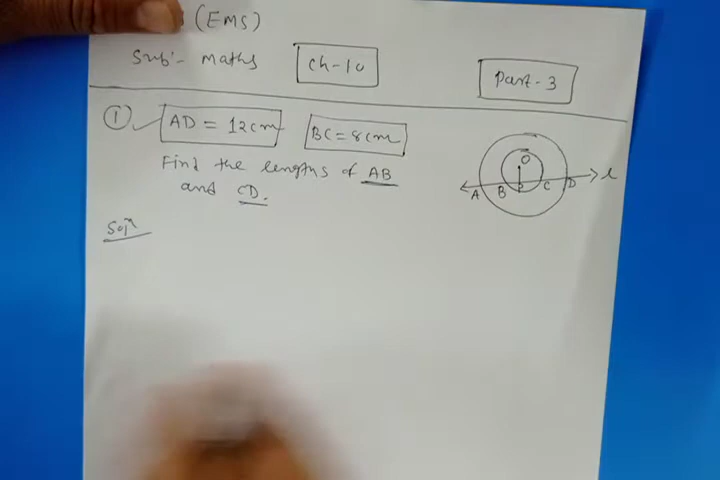 (EMS)
Sub:- maths Ch-10 Part-3
① AD = 12cm BC = 8cm
Find the lengths of AB
and CD.
Solⁿ
O
l
A B P C D